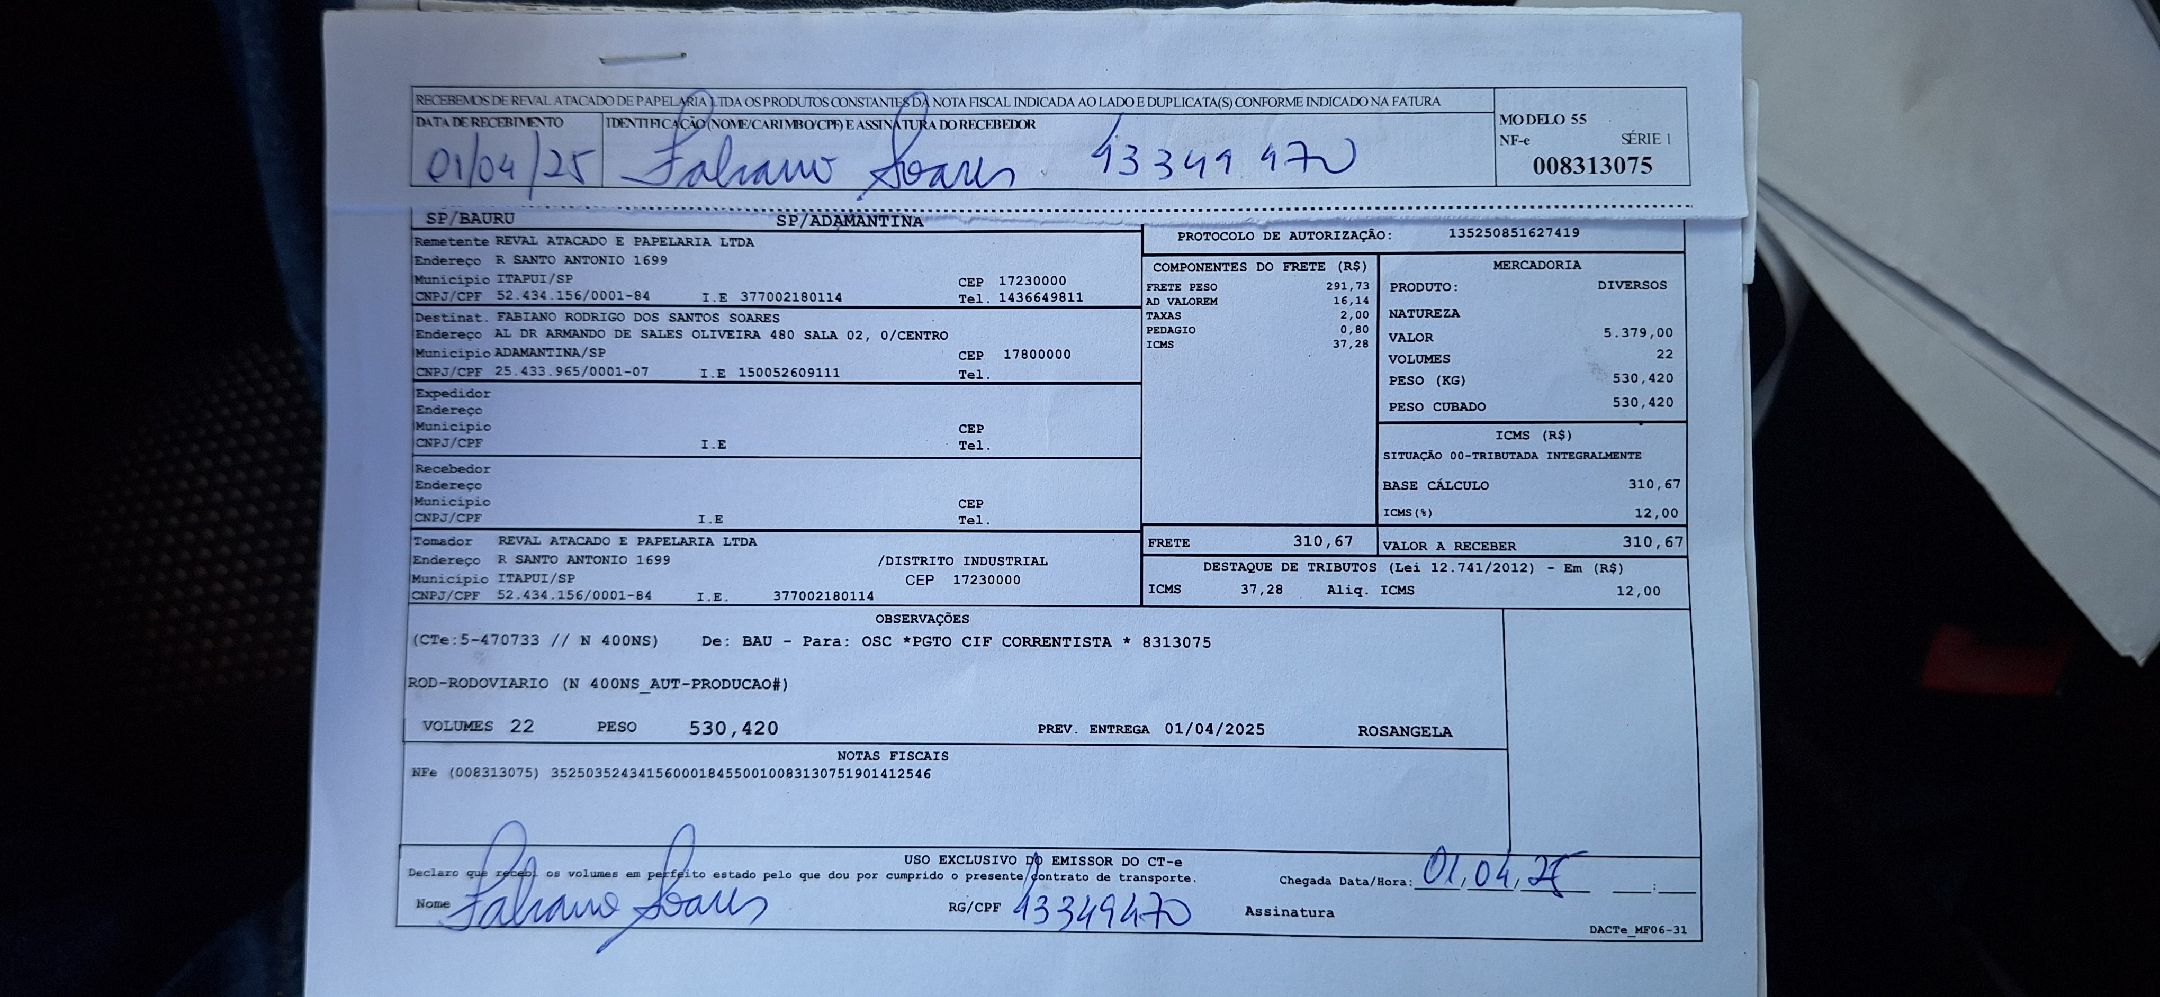 RECEBEMOS DE REVAL ATACADO DE PAPELARIA LTDA OS PRODUTOS CONSTANTES DA NOTA FISCAL INDICADA AO LADO E DUPLICATA(S) CONFORME INDICADO NA FATURA
DATA DE RECEBIMENTO IDENTIFICAÇÃO (NOME/CARIMBO/CPF) E ASSINATURA DO RECEBEDOR
01/04/25 Fabiano Soares 43349470
MODELO 55
NF-e SÉRIE 1
008313075
SP/BAURU SP/ADAMANTINA
Remetente REVAL ATACADO E PAPELARIA LTDA
Endereço R SANTO ANTONIO 1699
Município ITAPUI/SP CEP 17230000
CNPJ/CPF 52.434.156/0001-84 I.E 377002180114 Tel. 1436649811
Destinat. FABIANO RODRIGO DOS SANTOS SOARES
Endereço AL DR ARMANDO DE SALES OLIVEIRA 480 SALA 02, 0/CENTRO
Município ADAMANTINA/SP CEP 17800000
CNPJ/CPF 25.433.965/0001-07 I.E 150052609111 Tel.
Expedidor
Endereço
Município CEP
CNPJ/CPF I.E Tel.
Recebedor
Endereço
Município CEP
CNPJ/CPF I.E Tel.
Tomador REVAL ATACADO E PAPELARIA LTDA
Endereço R SANTO ANTONIO 1699 /DISTRITO INDUSTRIAL
Município ITAPUI/SP CEP 17230000
CNPJ/CPF 52.434.156/0001-84 I.E. 377002180114
PROTOCOLO DE AUTORIZAÇÃO: 135250851627419
COMPONENTES DO FRETE (R$)
FRETE PESO 291,73
AD VALOREM 16,14
TAXAS 2,00
PEDAGIO 0,80
ICMS 37,28
MERCADORIA
PRODUTO: DIVERSOS
NATUREZA
VALOR 5.379,00
VOLUMES 22
PESO (KG) 530,420
PESO CUBADO 530,420
ICMS (R$)
SITUAÇÃO 00-TRIBUTADA INTEGRALMENTE
BASE CÁLCULO 310,67
ICMS(%) 12,00
FRETE 310,67 VALOR A RECEBER 310,67
DESTAQUE DE TRIBUTOS (Lei 12.741/2012) - Em (R$)
ICMS 37,28 Aliq. ICMS 12,00
OBSERVAÇÕES
(CTe:5-470733 // N 400NS) De: BAU - Para: OSC *PGTO CIF CORRENTISTA * 8313075
ROD-RODOVIARIO (N 400NS_AUT-PRODUCAO#)
VOLUMES 22 PESO 530,420 PREV. ENTREGA 01/04/2025 ROSANGELA
NOTAS FISCAIS
NFe (008313075) 35250352434156000184550010083130751901412546
USO EXCLUSIVO DO EMISSOR DO CT-e
Declaro que recebi os volumes em perfeito estado pelo que dou por cumprido o presente contrato de transporte. Chegada Data/Hora: 01,04,25 __:__
Nome Fabiano Soares RG/CPF 43349470 Assinatura
DACTe_MF06-31